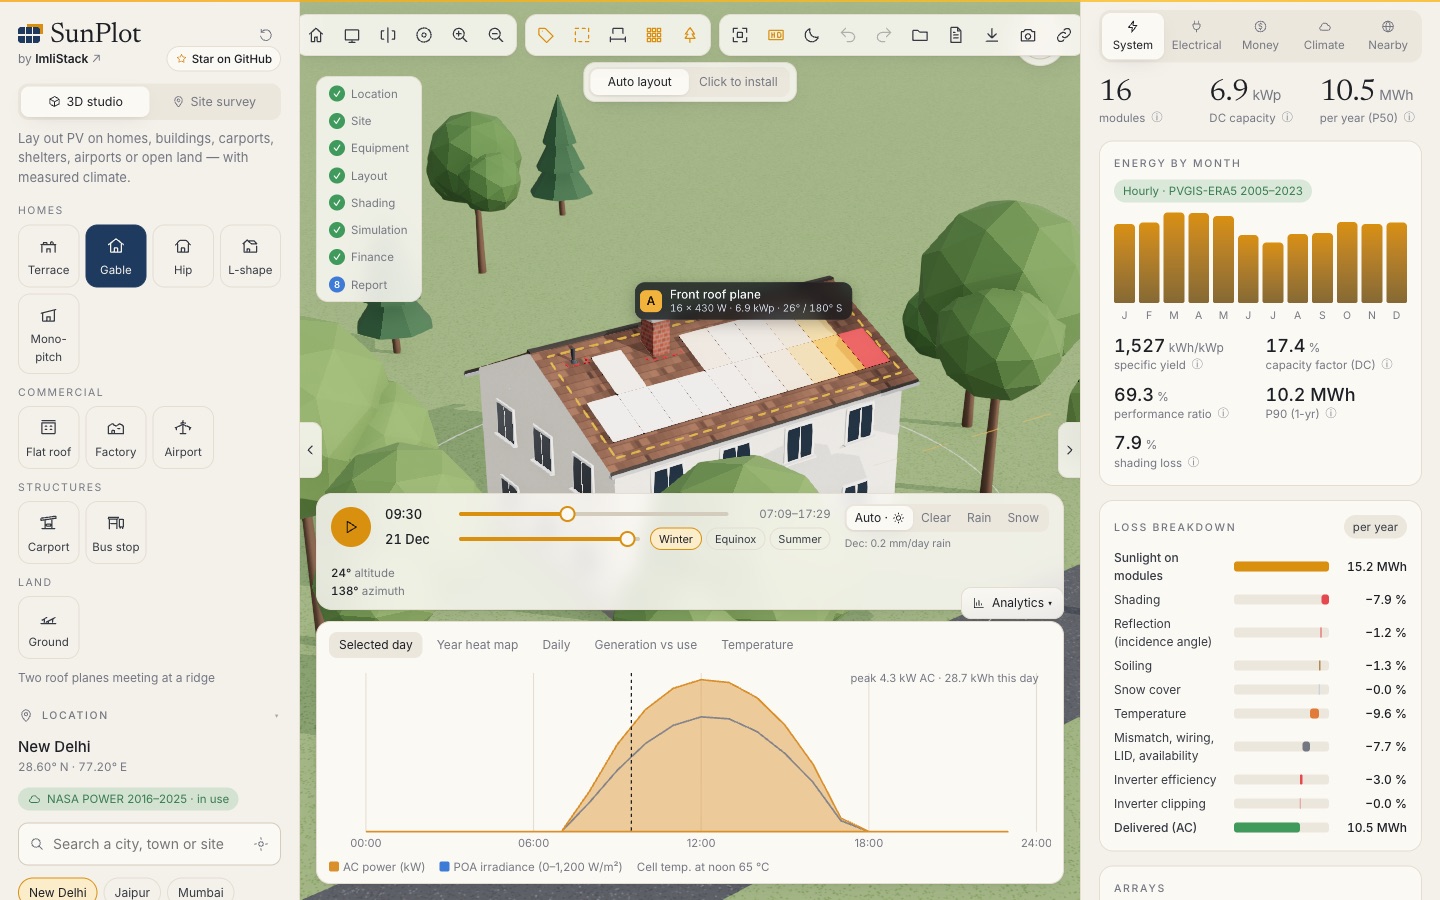 SunPlot
by ImliStack ↗
Star on GitHub
3D studio
Site survey
Lay out PV on homes, buildings, carports,
shelters, airports or open land — with
measured climate.
HOMES
Terrace
Gable
Hip
L-shape
Mono-
pitch
COMMERCIAL
Flat roof
Factory
Airport
STRUCTURES
Carport
Bus stop
LAND
Ground
Two roof planes meeting at a ridge
LOCATION
New Delhi
28.60° N · 77.20° E
NASA POWER 2016–2025 · in use
Search a city, town or site
New Delhi
Jaipur
Mumbai
HD
Auto layout
Click to install
Location
Site
Equipment
Layout
Shading
Simulation
Finance
8 Report
A Front roof plane
16 × 430 W · 6.9 kWp · 26° / 180° S
09:30
07:09–17:29
21 Dec
Winter
Equinox
Summer
Auto ·
Clear
Rain
Snow
Dec: 0.2 mm/day rain
24° altitude
138° azimuth
Analytics
Selected day
Year heat map
Daily
Generation vs use
Temperature
peak 4.3 kW AC · 28.7 kWh this day
00:00
06:00
12:00
18:00
24:00
AC power (kW)
POA irradiance (0–1,200 W/m²)
Cell temp. at noon 65 °C
System
Electrical
Money
Climate
Nearby
16
modules
6.9 kWp
DC capacity
10.5 MWh
per year (P50)
ENERGY BY MONTH
Hourly · PVGIS-ERA5 2005–2023
J F M A M J J A S O N D
1,527 kWh/kWp
specific yield
17.4 %
capacity factor (DC)
69.3 %
performance ratio
10.2 MWh
P90 (1-yr)
7.9 %
shading loss
LOSS BREAKDOWN
per year
Sunlight on
modules
15.2 MWh
Shading
−7.9 %
Reflection
(incidence angle)
−1.2 %
Soiling
−1.3 %
Snow cover
−0.0 %
Temperature
−9.6 %
Mismatch, wiring,
LID, availability
−7.7 %
Inverter efficiency
−3.0 %
Inverter clipping
−0.0 %
Delivered (AC)
10.5 MWh
ARRAYS